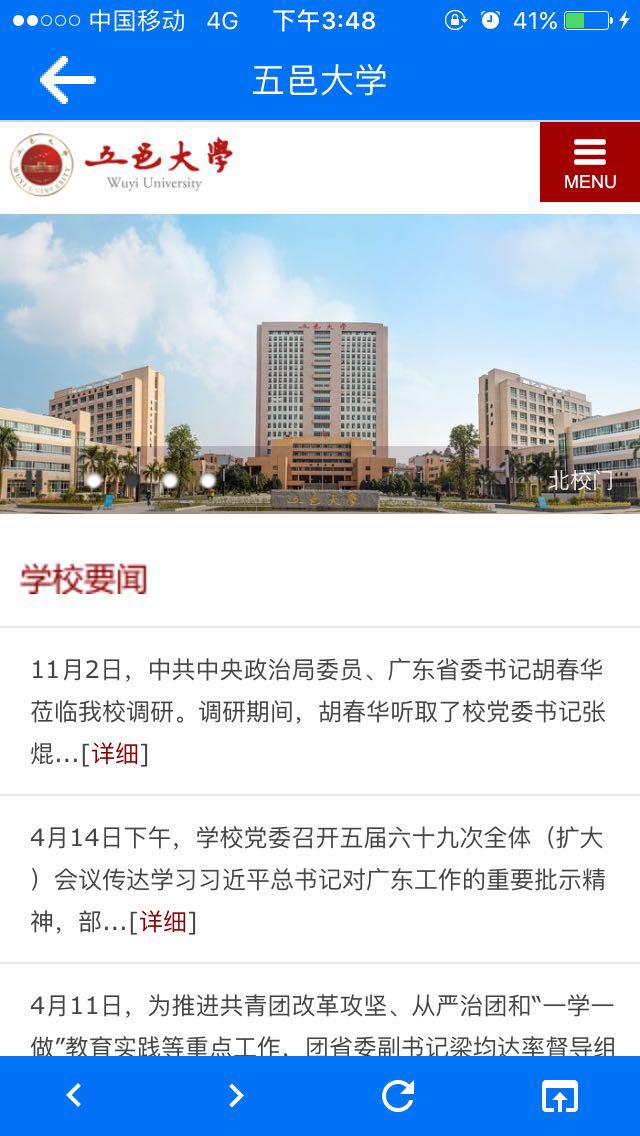 中国移动 4G 下午3:48 41%
五邑大学
五邑大學
Wuyi University
MENU
五邑大學
五邑大學
北校门
学校要闻
11月2日，中共中央政治局委员、广东省委书记胡春华
莅临我校调研。调研期间，胡春华听取了校党委书记张
焜...[详细]
4月14日下午，学校党委召开五届六十九次全体（扩大
）会议传达学习习近平总书记对广东工作的重要批示精
神，部...[详细]
4月11日，为推进共青团改革攻坚、从严治团和“一学一
做”教育实践等重点工作，团省委副书记梁均达率督导组